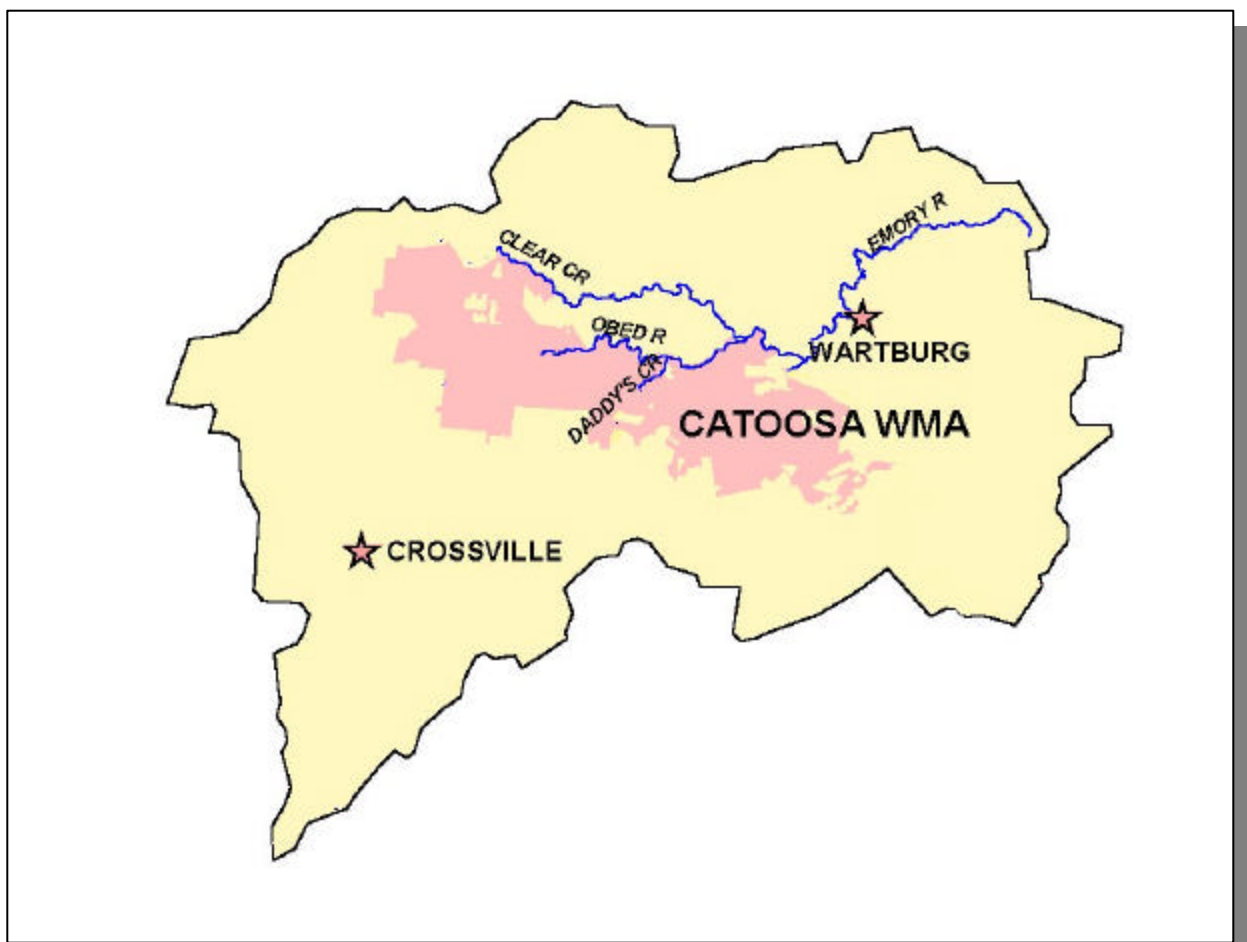 EMORY R
CLEAR CR
OBED R
WARTBURG
DADDY'S CR
CATOOSA WMA
CROSSVILLE